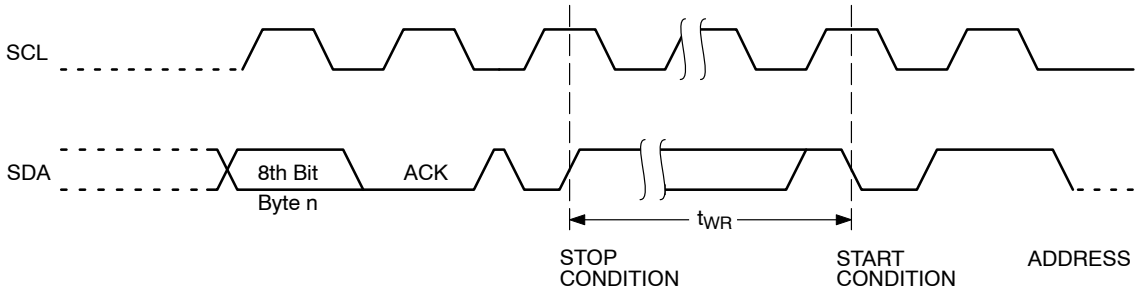 SCL
SDA
8th Bit
Byte n
ACK
tWR
STOP
CONDITION
START
CONDITION
ADDRESS